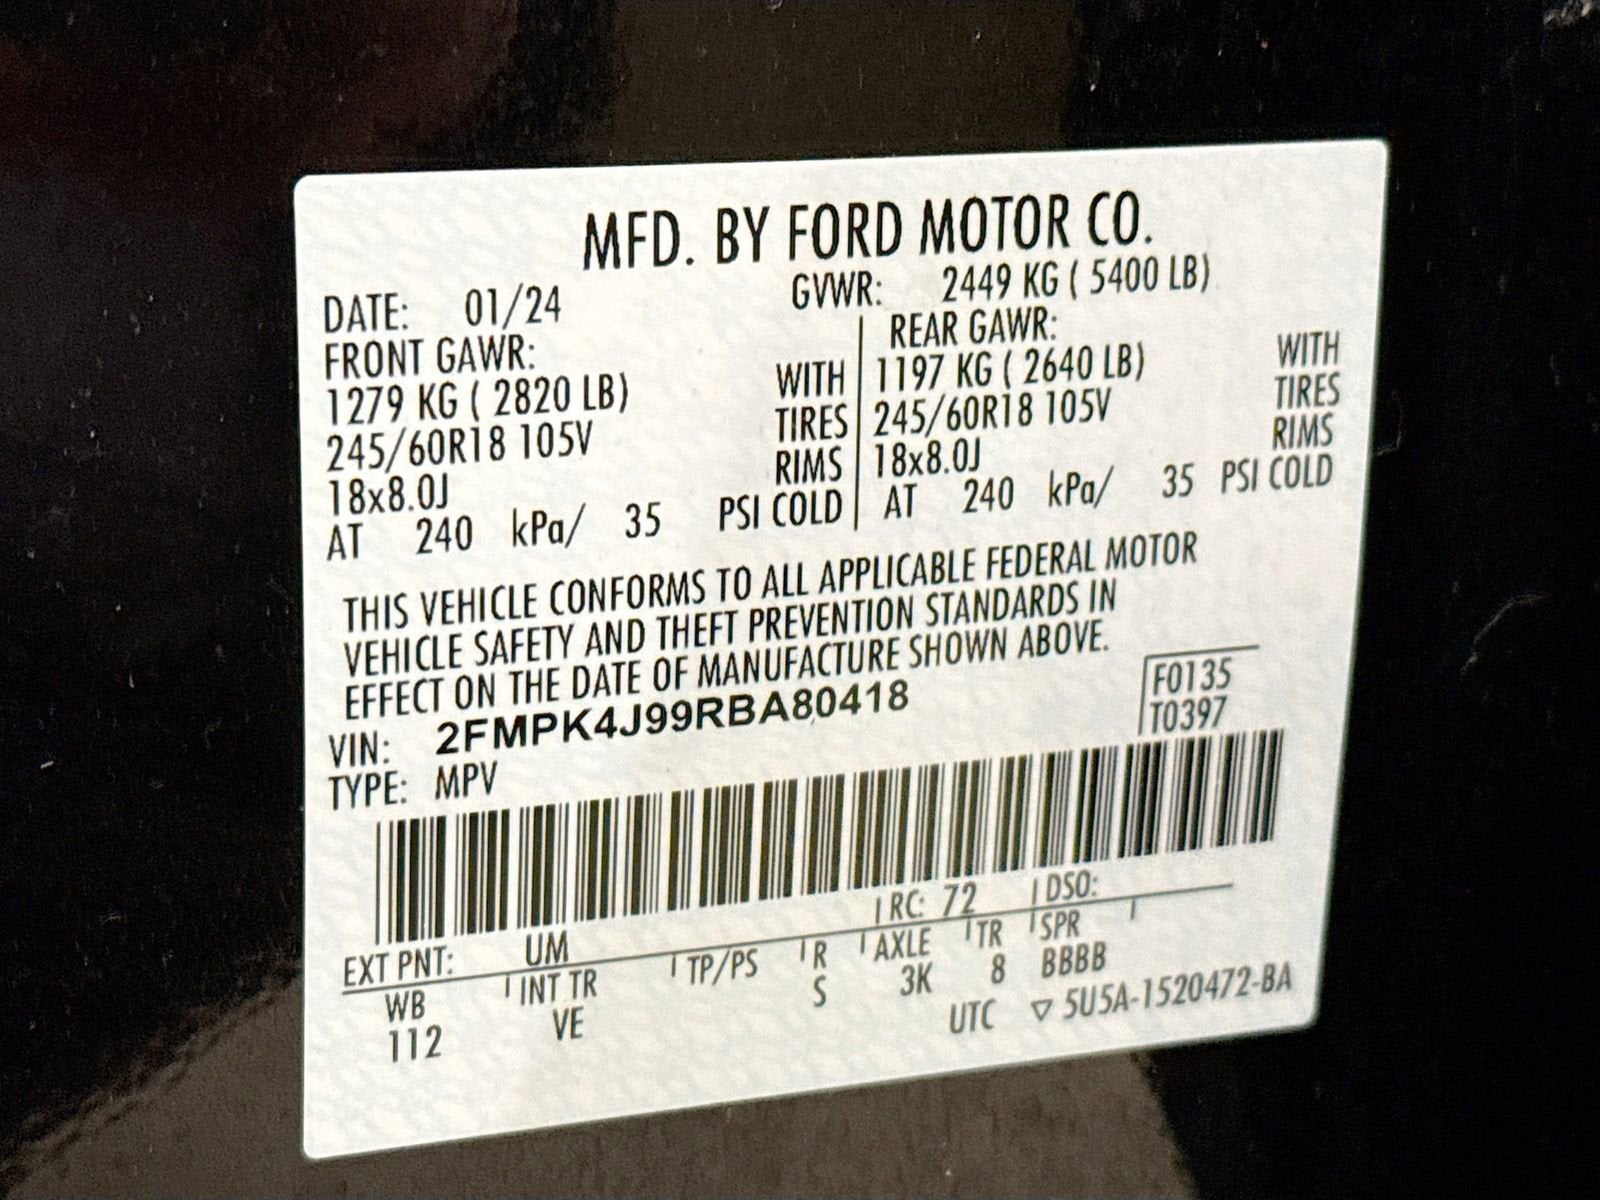 MFD. BY FORD MOTOR CO.
DATE: 01/24 GVWR: 2449 KG ( 5400 LB)
FRONT GAWR: REAR GAWR:
1279 KG ( 2820 LB) WITH 1197 KG ( 2640 LB) WITH
245/60R18 105V TIRES 245/60R18 105V TIRES
18x8.0J RIMS 18x8.0J RIMS
AT 240 kPa/ 35 PSI COLD AT 240 kPa/ 35 PSI COLD
THIS VEHICLE CONFORMS TO ALL APPLICABLE FEDERAL MOTOR
VEHICLE SAFETY AND THEFT PREVENTION STANDARDS IN
EFFECT ON THE DATE OF MANUFACTURE SHOWN ABOVE.
F0135
VIN: 2FMPK4J99RBA80418 T0397
TYPE: MPV
EXT PNT: UM RC: 72 DSO:
WB INT TR TP/PS R AXLE TR SPR
112 VE S 3K 8 BBBB
UTC ▽ 5U5A-1520472-BA